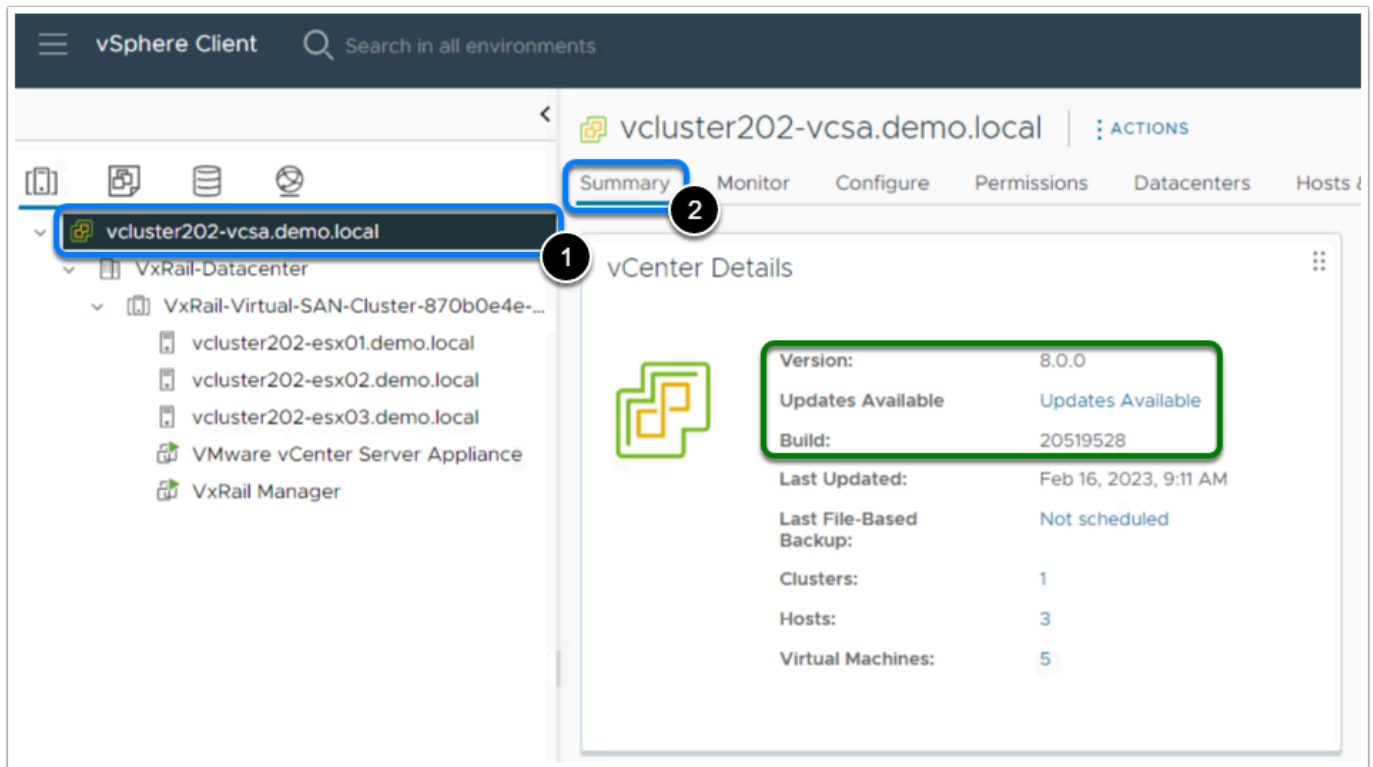 vSphere Client
Search in all environments
vcluster202-vcsa.demo.local
ACTIONS
Summary Monitor Configure Permissions Datacenters Hosts &
2
vcluster202-vcsa.demo.local
1
VxRail-Datacenter
VxRail-Virtual-SAN-Cluster-870b0e4e-...
vcluster202-esx01.demo.local
vcluster202-esx02.demo.local
vcluster202-esx03.demo.local
VMware vCenter Server Appliance
VxRail Manager
vCenter Details
Version: 8.0.0
Updates Available Updates Available
Build: 20519528
Last Updated: Feb 16, 2023, 9:11 AM
Last File-Based Not scheduled
Backup:
Clusters: 1
Hosts: 3
Virtual Machines: 5